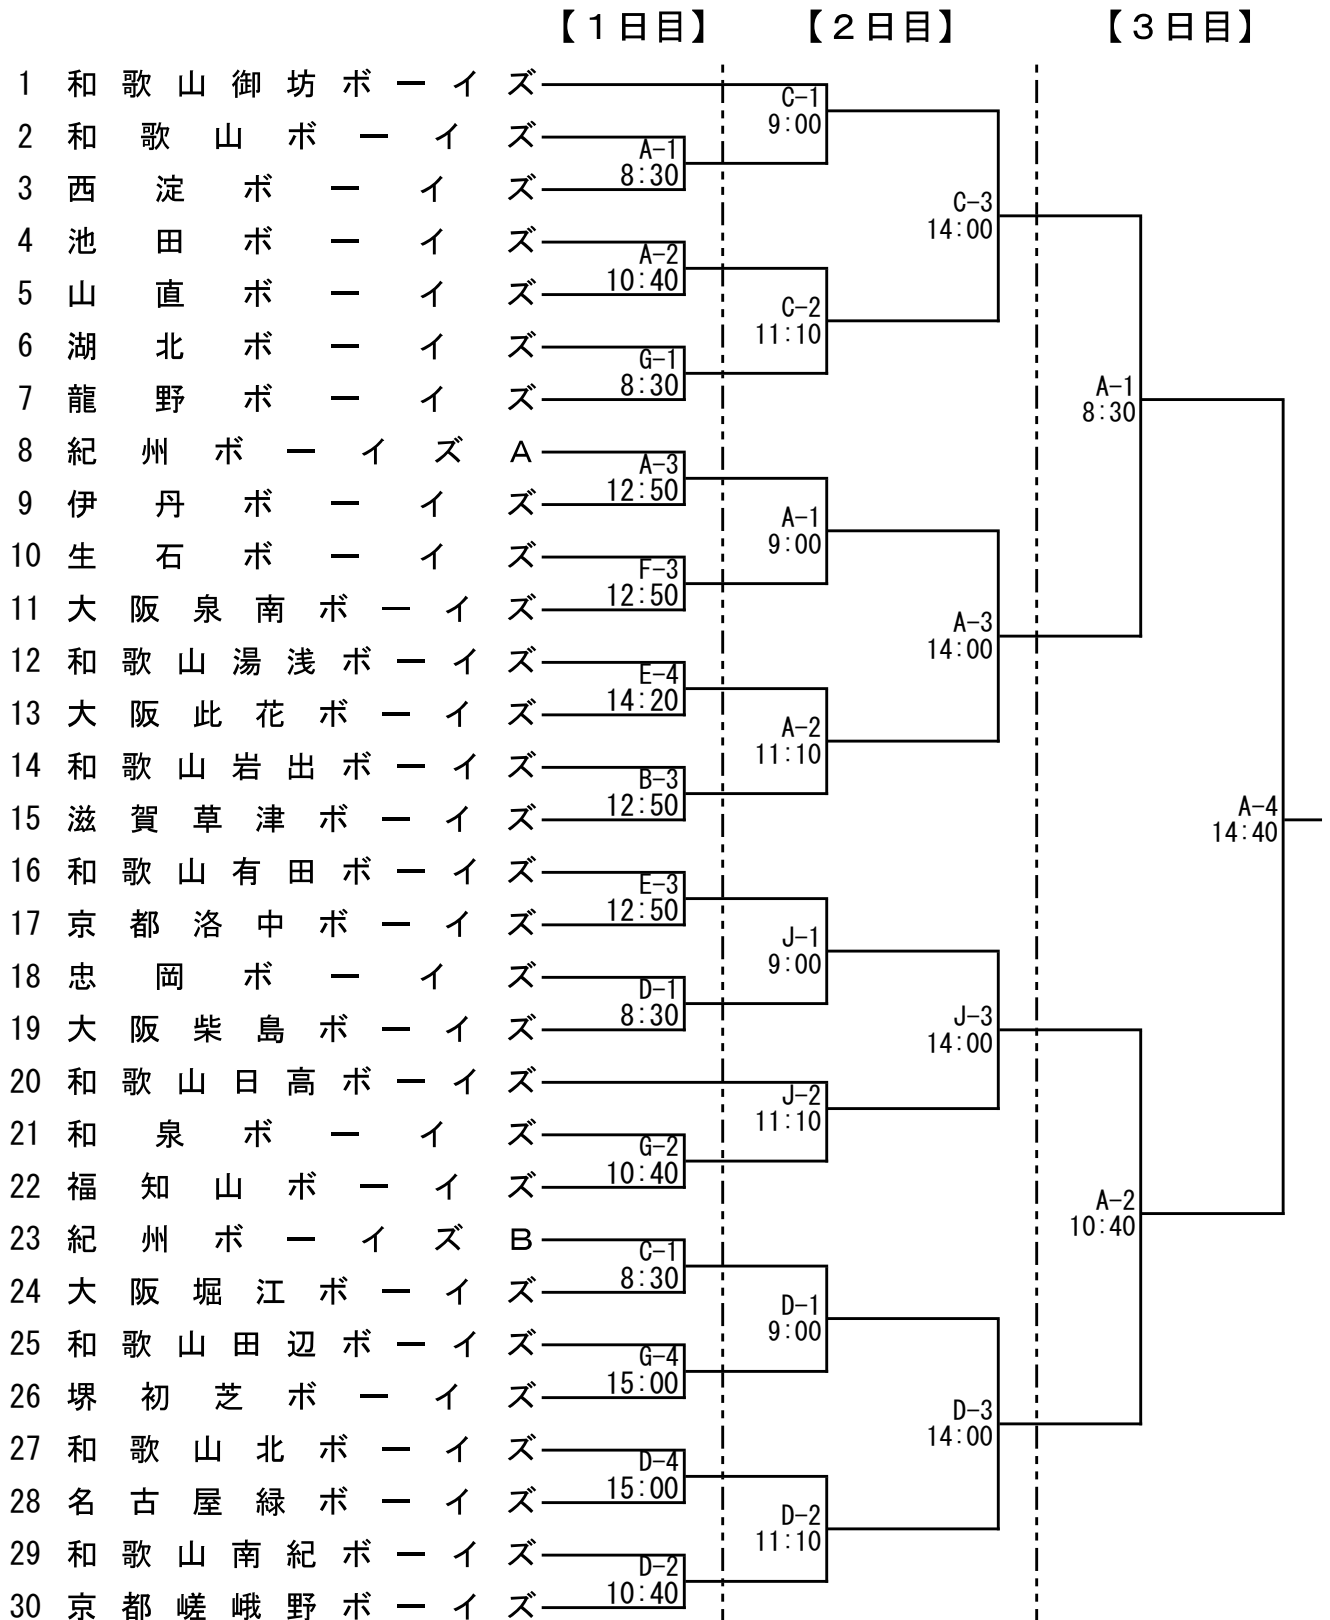 【１日目】 【２日目】 【３日目】
1 和歌山御坊ボーイズ
C-1
9:00
2 和歌山ボーイズ
A-1
8:30
3 西淀ボーイズ
C-3
14:00
4 池田ボーイズ
A-2
10:40
5 山直ボーイズ
C-2
11:10
6 湖北ボーイズ
G-1
8:30
7 龍野ボーイズ
A-1
8:30
8 紀州ボーイズA
A-3
12:50
9 伊丹ボーイズ
A-1
9:00
10 生石ボーイズ
F-3
12:50
11 大阪泉南ボーイズ
A-3
14:00
12 和歌山湯浅ボーイズ
E-4
14:20
13 大阪此花ボーイズ
A-2
11:10
14 和歌山岩出ボーイズ
B-3
12:50
15 滋賀草津ボーイズ
A-4
14:40
16 和歌山有田ボーイズ
E-3
12:50
17 京都洛中ボーイズ
J-1
9:00
18 忠岡ボーイズ
D-1
8:30
19 大阪柴島ボーイズ
J-3
14:00
20 和歌山日高ボーイズ
J-2
11:10
21 和泉ボーイズ
G-2
10:40
22 福知山ボーイズ
A-2
10:40
23 紀州ボーイズB
C-1
8:30
24 大阪堀江ボーイズ
D-1
9:00
25 和歌山田辺ボーイズ
G-4
15:00
26 堺初芝ボーイズ
D-3
14:00
27 和歌山北ボーイズ
D-4
15:00
28 名古屋緑ボーイズ
D-2
11:10
29 和歌山南紀ボーイズ
D-2
10:40
30 京都嵯峨野ボーイズ